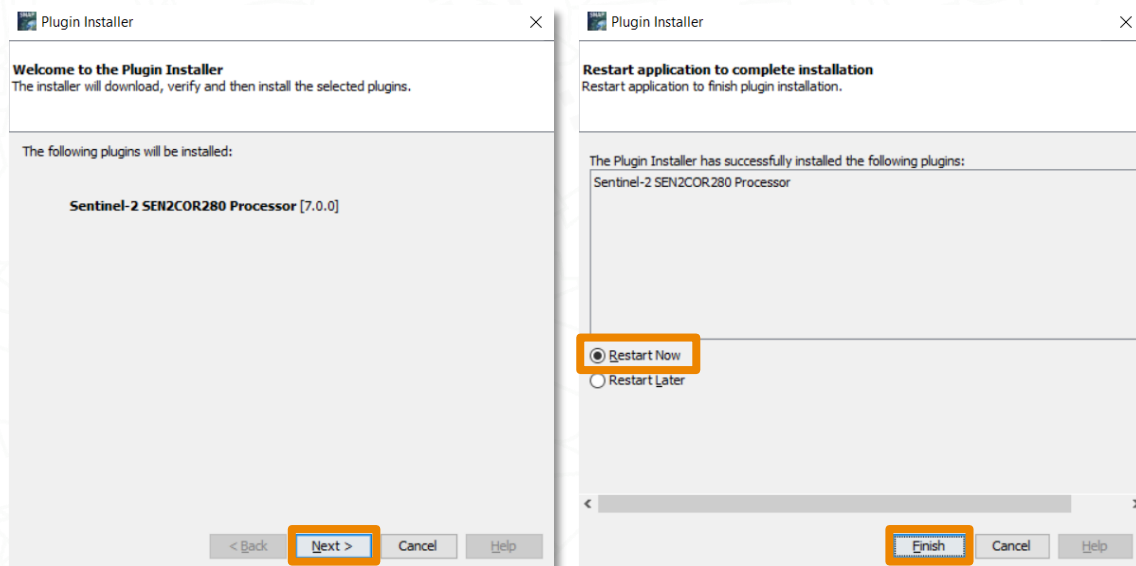 Plugin Installer
Welcome to the Plugin Installer
The installer will download, verify and then install the selected plugins.
The following plugins will be installed:
Sentinel-2 SEN2COR280 Processor [7.0.0]
< Back
Next >
Cancel
Help
Plugin Installer
Restart application to complete installation
Restart application to finish plugin installation.
The Plugin Installer has successfully installed the following plugins:
Sentinel-2 SEN2COR280 Processor
Restart Now
Restart Later
Finish
Cancel
Help